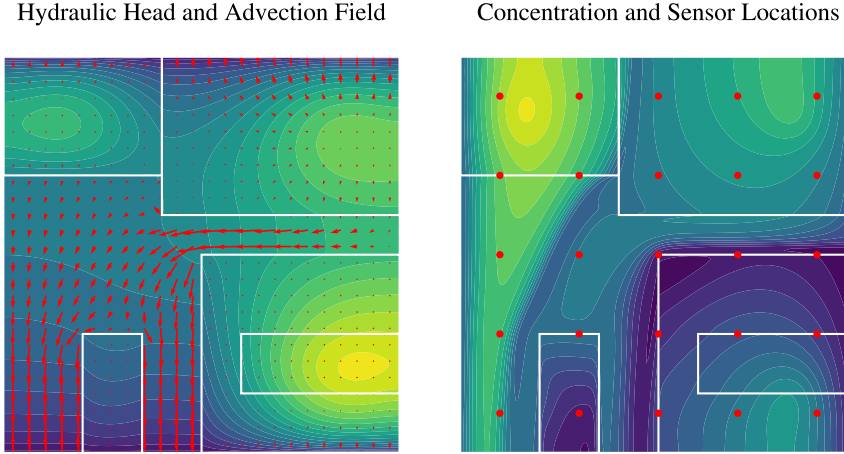 Hydraulic Head and Advection Field
Concentration and Sensor Locations